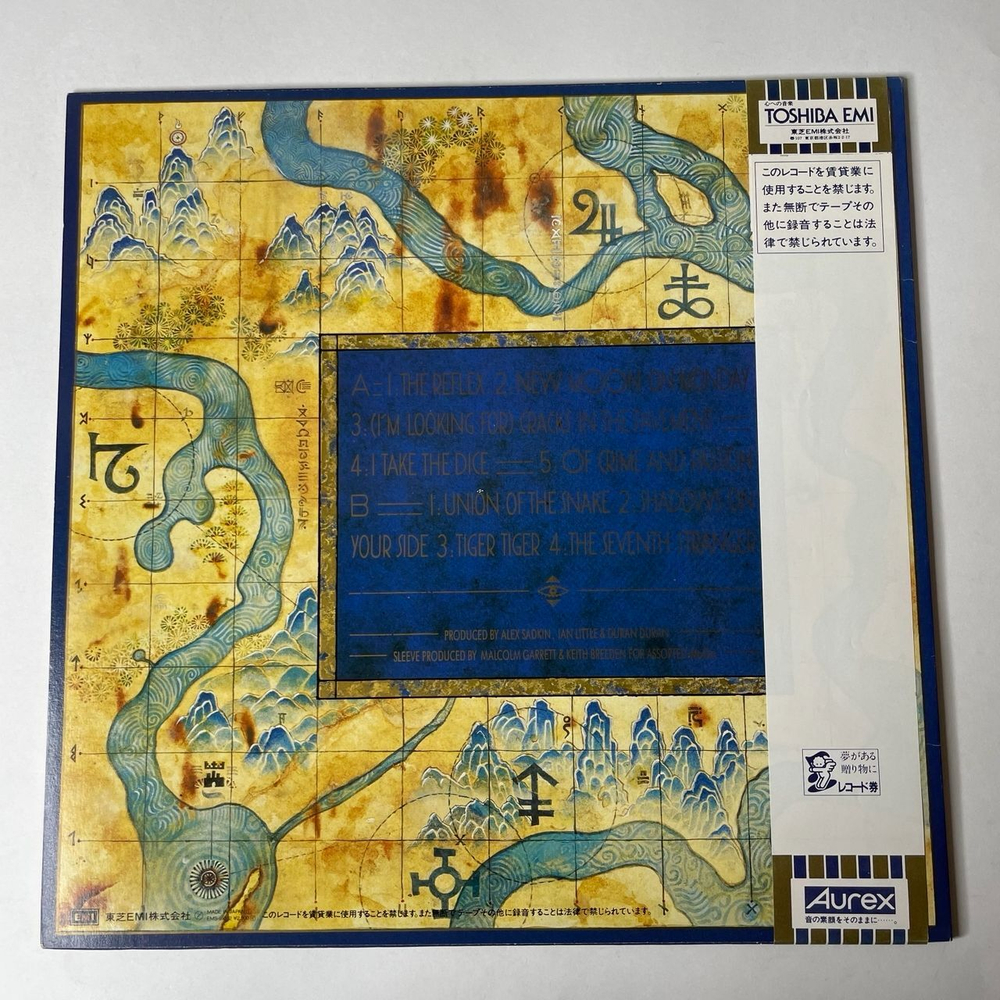 心への音楽
TOSHIBA EMI
東芝EMI株式会社
このレコードを賃貸業に
使用することを禁じます。
また無断でテープその
他に録音することは法
律で禁じられています。
A 1. THE REFLEX 2. NEW MOON ON MONDAY
3. (I'M LOOKING FOR) CRACKS IN THE PAVEMENT
4. I TAKE THE DICE 5. OF CRIME AND PASSION
B 1. UNION OF THE SNAKE 2. SHADOWS ON
YOUR SIDE 3. TIGER TIGER 4. THE SEVENTH STRANGER
PRODUCED BY ALEX SADKIN, IAN LITTLE & DURAN DURAN
SLEEVE PRODUCED BY MALCOLM GARRETT & KEITH BREEDEN FOR ASSORTED
夢がある
贈り物に
レコード券
Aurex
音の素顔をそのままに……。
EMI 東芝EMI株式会社 MADE IN JAPAN このレコードを賃貸業に使用することを禁じます。また無断でテープその他に録音することは法律で禁じられています。